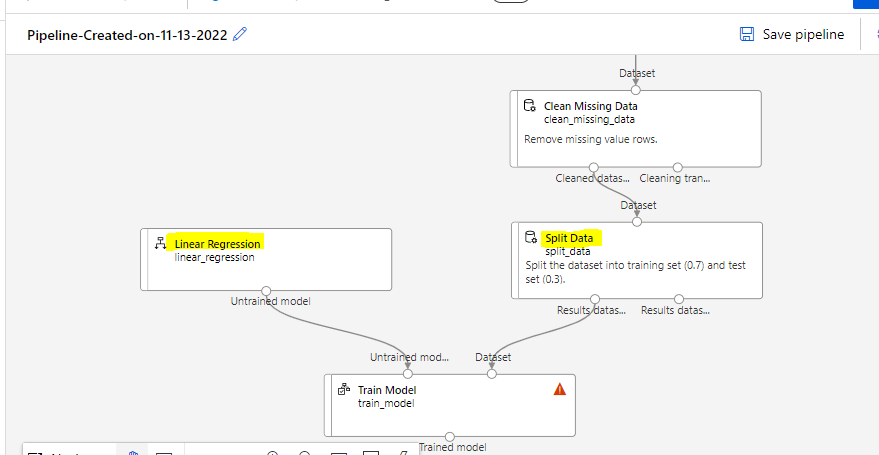 Pipeline-Created-on-11-13-2022
Save pipeline
Dataset
Clean Missing Data
clean_missing_data
Remove missing value rows.
Cleaned datas...
Cleaning tran...
Dataset
Linear Regression
linear_regression
Split Data
split_data
Split the dataset into training set (0.7) and test
set (0.3).
Untrained model
Results datas...
Results datas...
Untrained mod...
Dataset
Train Model
train_model
Trained model